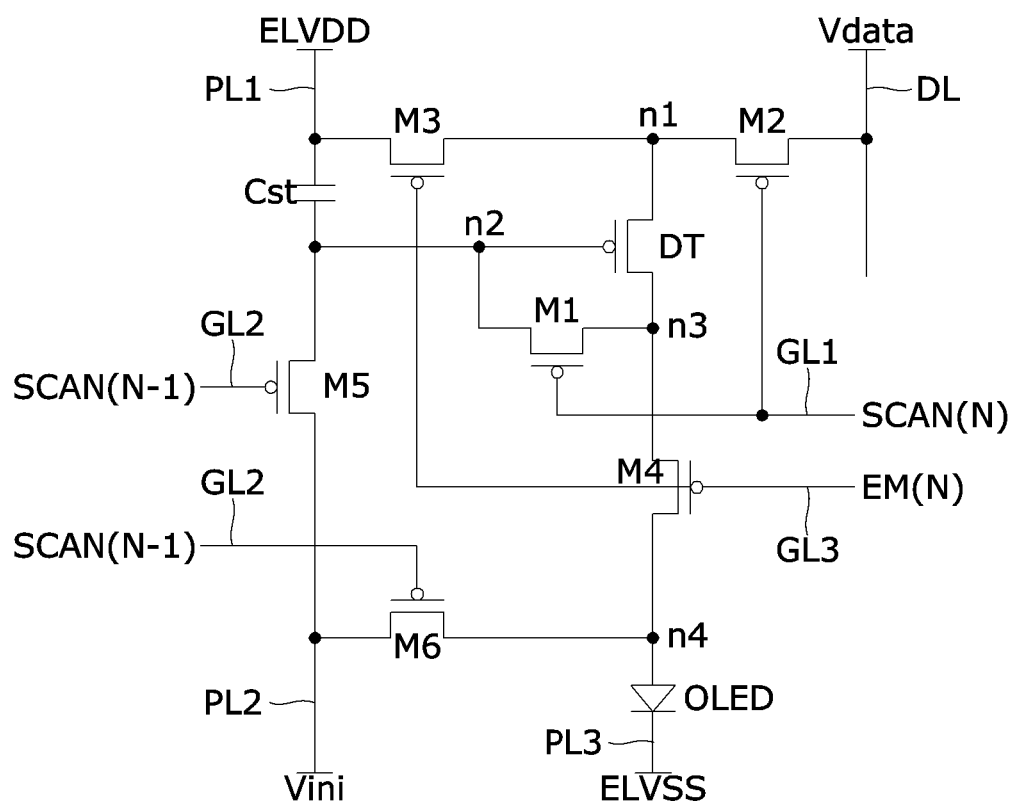 ELVDD
Vdata
PL1
DL
M3
n1
M2
Cst
n2
DT
M1
n3
GL2
GL1
SCAN(N-1)
M5
SCAN(N)
M4
GL2
EM(N)
SCAN(N-1)
GL3
M6
n4
PL2
OLED
PL3
Vini
ELVSS